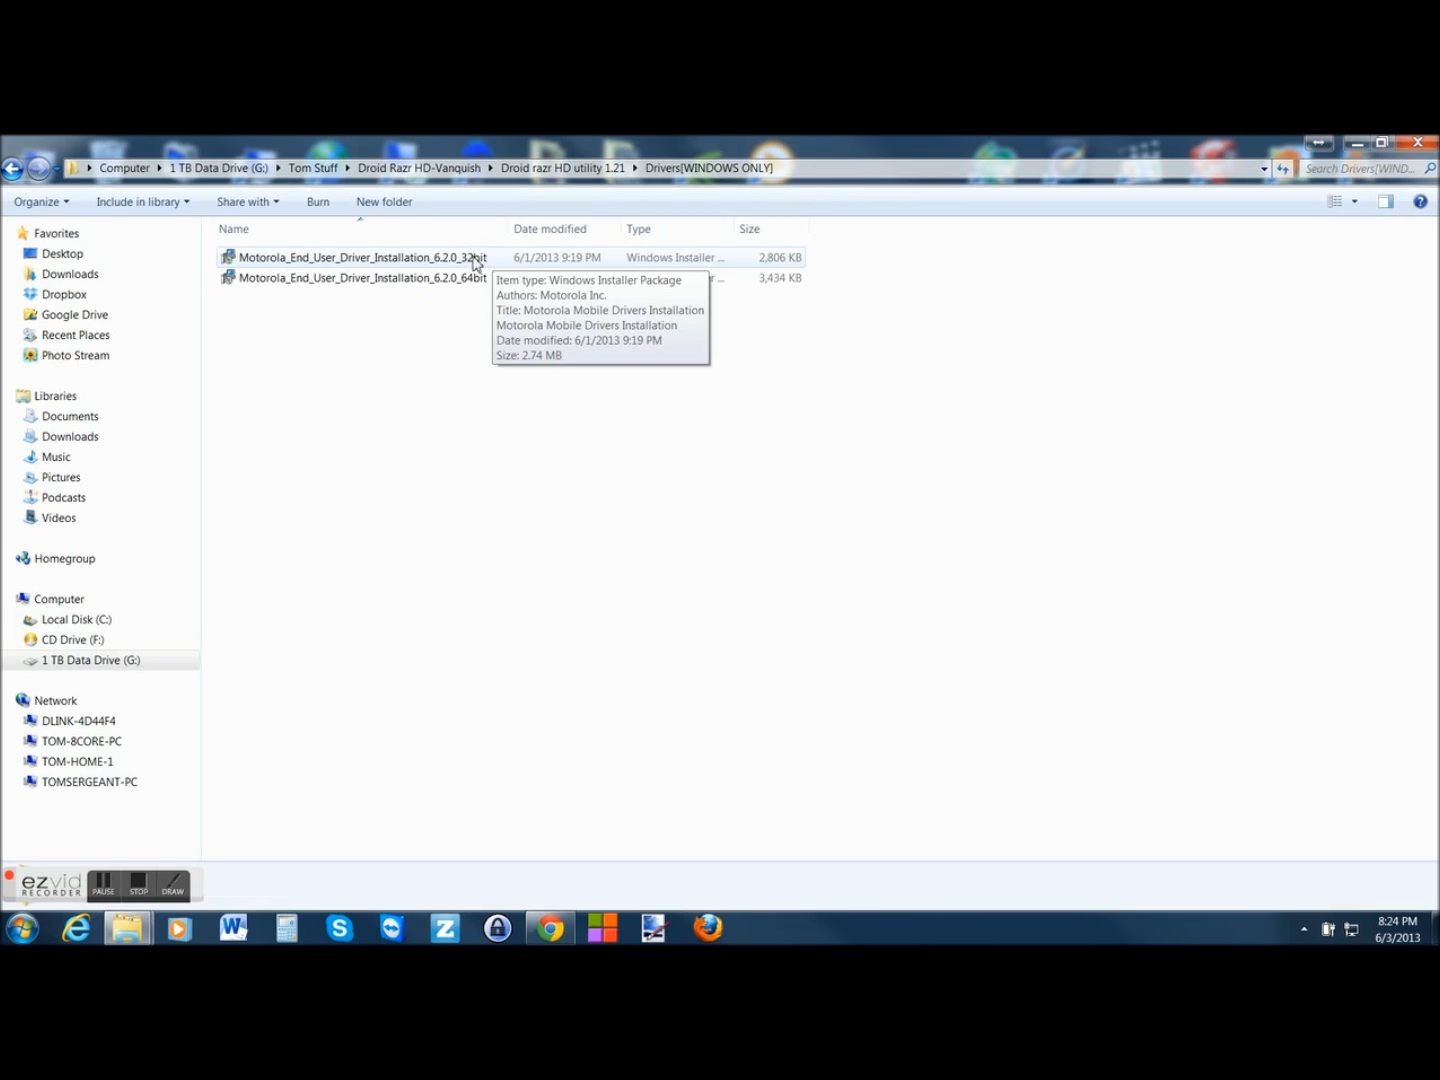 Computer ▸ 1 TB Data Drive (G:) ▸ Tom Stuff ▸ Droid Razr HD-Vanquish ▸ Droid razr HD utility 1.21 ▸ Drivers[WINDOWS ONLY]
Search Drivers[WIND...
Organize Include in library Share with Burn New folder
Favorites
Desktop
Downloads
Dropbox
Google Drive
Recent Places
Photo Stream
Libraries
Documents
Downloads
Music
Pictures
Podcasts
Videos
Homegroup
Computer
Local Disk (C:)
CD Drive (F:)
1 TB Data Drive (G:)
Network
DLINK-4D44F4
TOM-8CORE-PC
TOM-HOME-1
TOMSERGEANT-PC
Name Date modified Type Size
Motorola_End_User_Driver_Installation_6.2.0_32bit 6/1/2013 9:19 PM Windows Installer ... 2,806 KB
Motorola_End_User_Driver_Installation_6.2.0_64bit r ... 3,434 KB
Item type: Windows Installer Package
Authors: Motorola Inc.
Title: Motorola Mobile Drivers Installation
Motorola Mobile Drivers Installation
Date modified: 6/1/2013 9:19 PM
Size: 2.74 MB
ezvid
RECORDER
PAUSE STOP DRAW
8:24 PM
6/3/2013